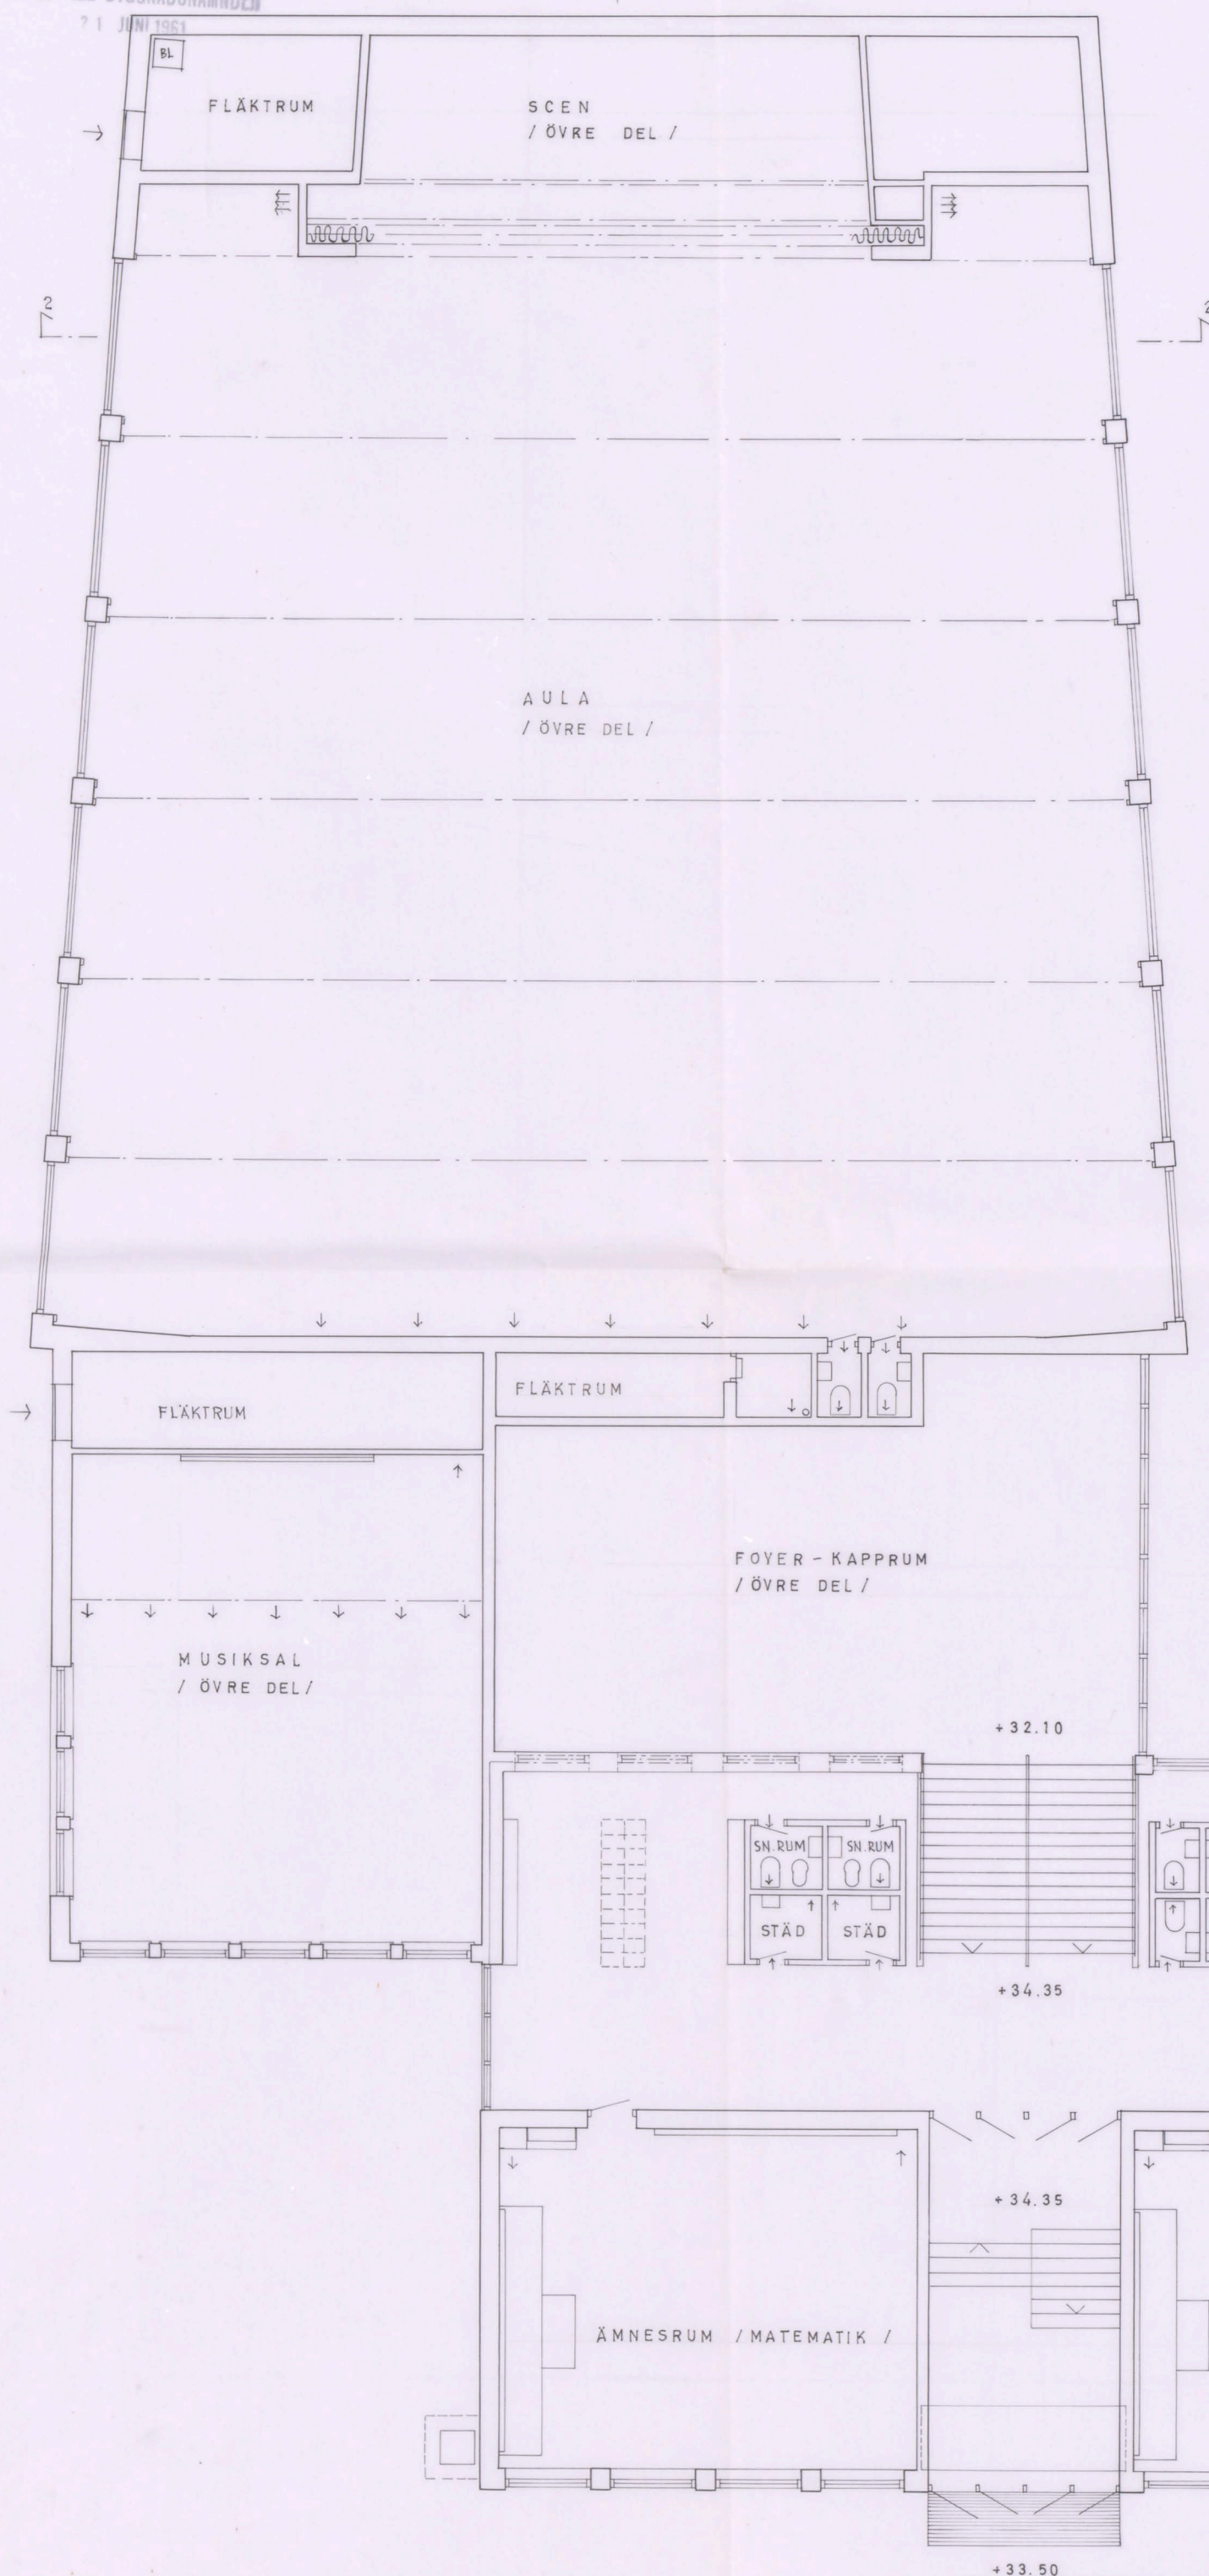 21 JUNI 1961
BL
FLÄKTRUM
SCEN
/ ÖVRE DEL /
2
2
AULA
/ ÖVRE DEL /
FLÄKTRUM
FLÄKTRUM
FOYER - KAPPRUM
/ ÖVRE DEL /
MUSIKSAL
/ ÖVRE DEL /
+32.10
SN.RUM
SN.RUM
STÄD
STÄD
+34.35
+34.35
ÄMNESRUM / MATEMATIK /
+33.50